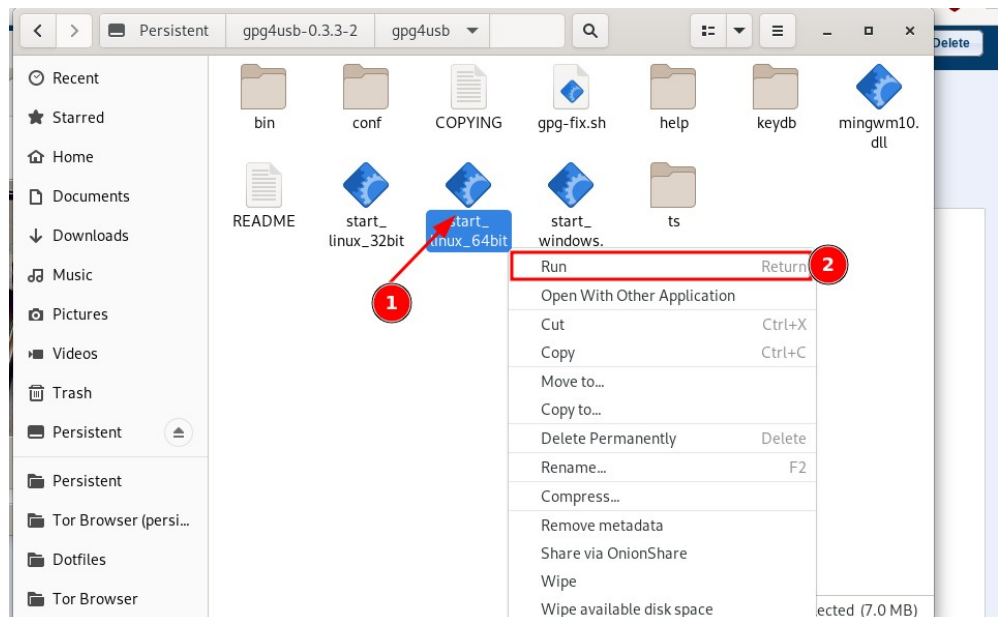 Persistent gpg4usb-0.3.3-2 gpg4usb
Delete
Recent
Starred
Home
Documents
Downloads
Music
Pictures
Videos
Trash
Persistent
Persistent
Tor Browser (persi...
Dotfiles
Tor Browser
bin
conf
COPYING
gpg-fix.sh
help
keydb
mingwm10.
dll
README
start_
linux_32bit
start_
linux_64bit
start_
windows.
ts
1
2
Run Return
Open With Other Application
Cut Ctrl+X
Copy Ctrl+C
Move to...
Copy to...
Delete Permanently Delete
Rename... F2
Compress...
Remove metadata
Share via OnionShare
Wipe
Wipe available disk space
ected (7.0 MB)